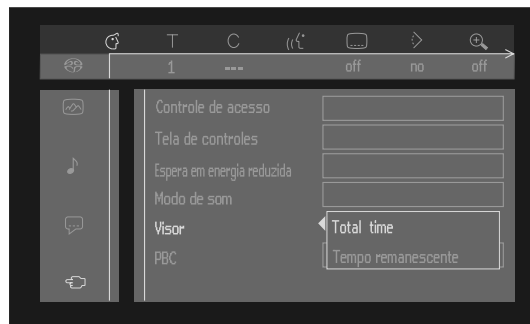 T C
1 --- off no off
Controle de acesso
Tela de controles
Espera em energia reduzida
Modo de som
Visor Total time
PBC Tempo remanescente